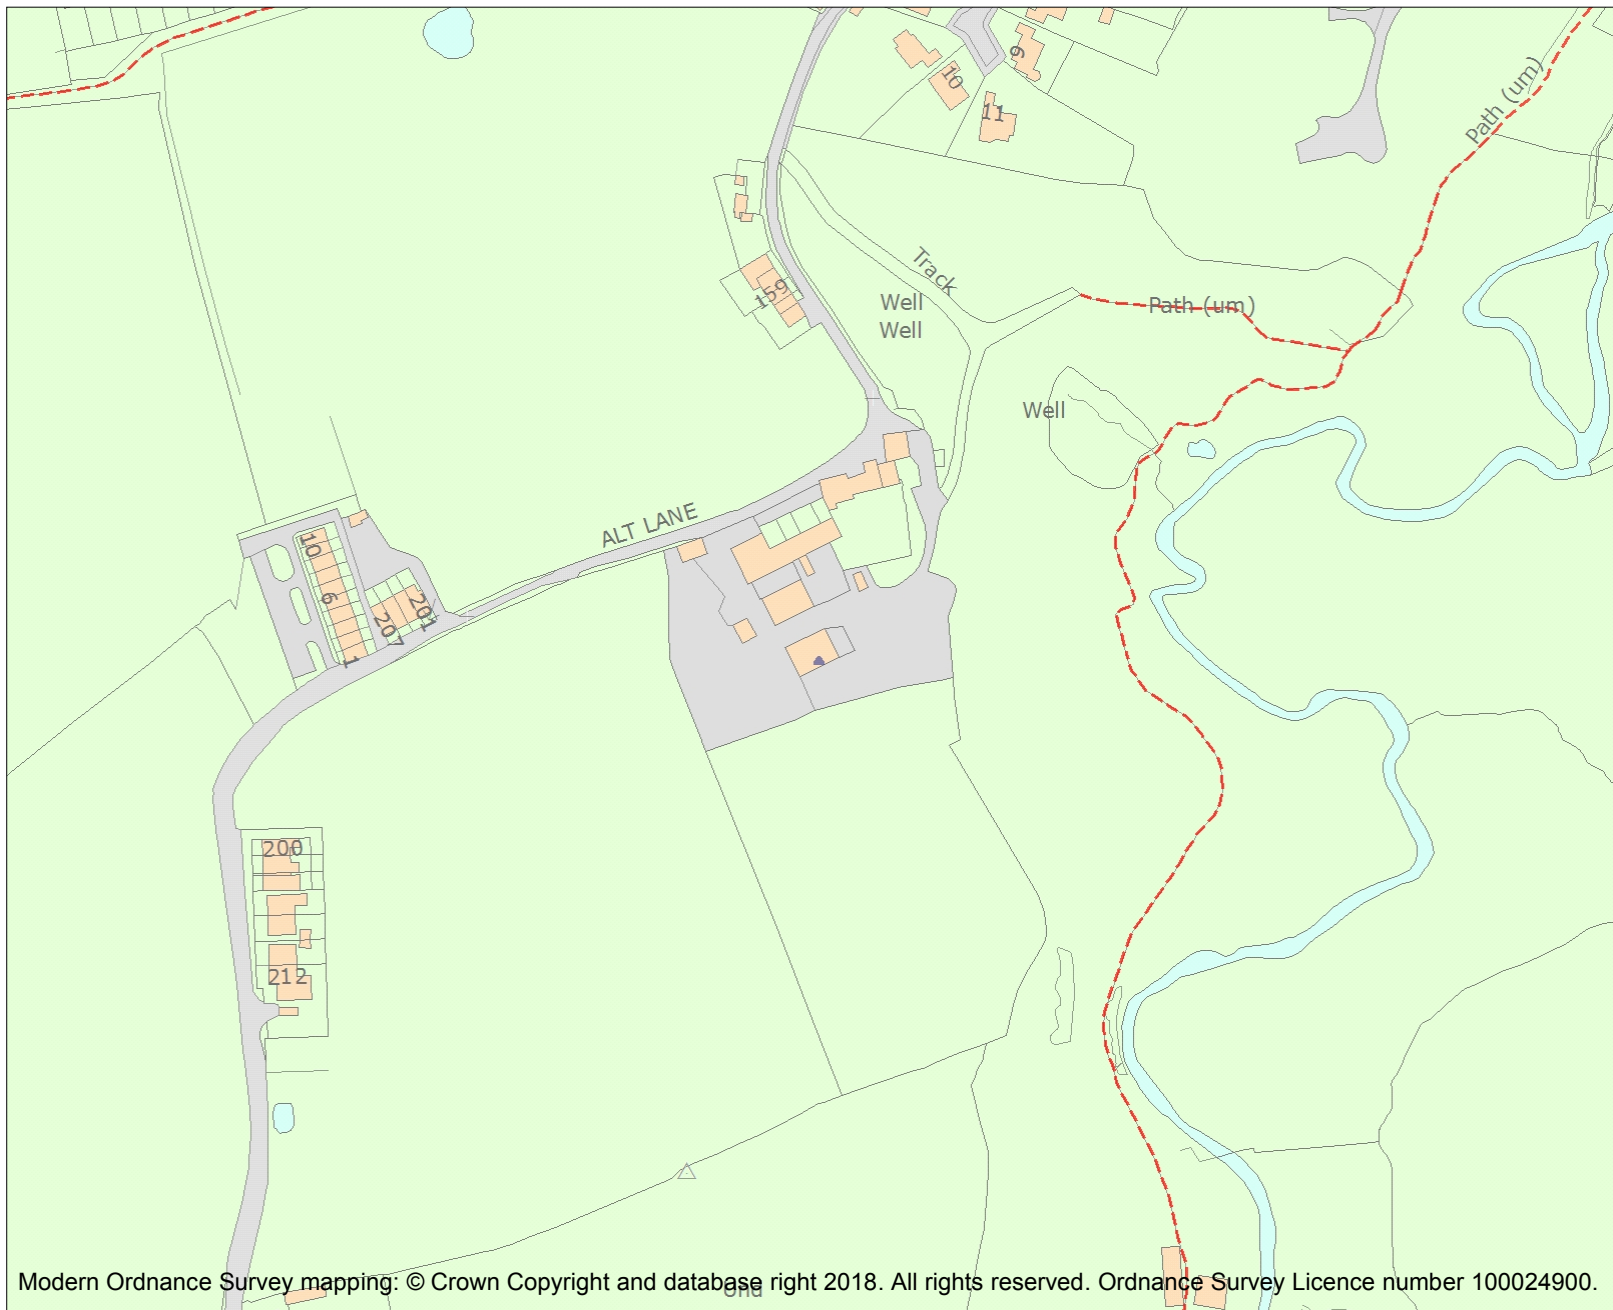 9
10
11
Path (um)
Track
159
Well
Path (um)
Well
Well
ALT LANE
10
6
201
207
1
200
212
Modern Ordnance Survey mapping: © Crown Copyright and database right 2018. All rights reserved. Ordnance Survey Licence number 100024900.